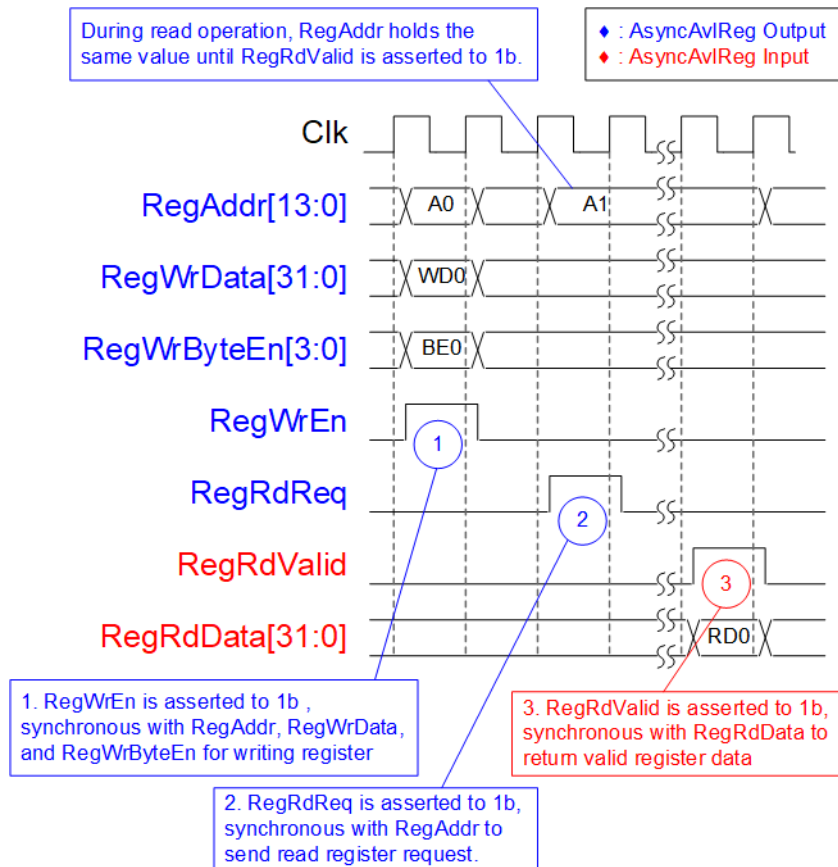 During read operation, RegAddr holds the
same value until RegRdValid is asserted to 1b.
♦ : AsyncAvlReg Output
♦ : AsyncAvlReg Input
Clk
RegAddr[13:0]
A0
A1
RegWrData[31:0]
WD0
RegWrByteEn[3:0]
BE0
RegWrEn
1
RegRdReq
2
RegRdValid
3
RegRdData[31:0]
RD0
1. RegWrEn is asserted to 1b ,
synchronous with RegAddr, RegWrData,
and RegWrByteEn for writing register
3. RegRdValid is asserted to 1b,
synchronous with RegRdData to
return valid register data
2. RegRdReq is asserted to 1b,
synchronous with RegAddr to
send read register request.